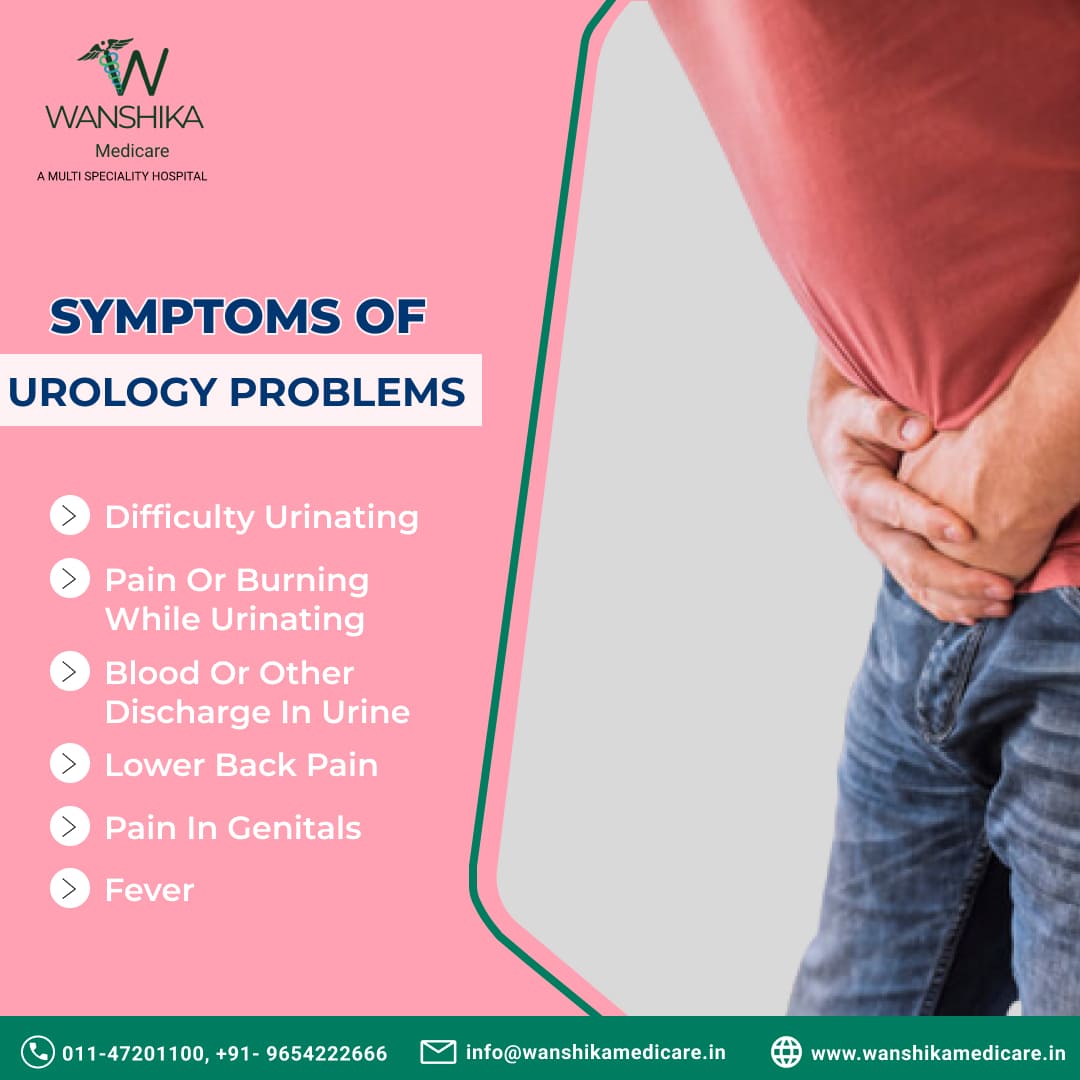 W
WANSHIKA
Medicare
A MULTI SPECIALITY HOSPITAL
SYMPTOMS OF
UROLOGY PROBLEMS
Difficulty Urinating
Pain Or Burning
While Urinating
Blood Or Other
Discharge In Urine
Lower Back Pain
Pain In Genitals
Fever
011-47201100, +91- 9654222666
info@wanshikamedicare.in
www.wanshikamedicare.in